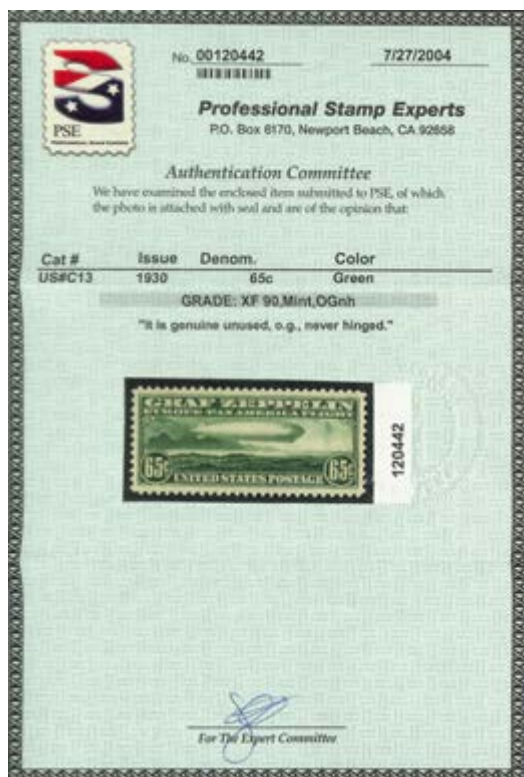 No. 00120442 7/27/2004
PSE
Professional Stamp Experts
P.O. Box 6170, Newport Beach, CA 92658
Authentication Committee
We have examined the enclosed item submitted to PSE, of which
the photo is attached with seal and are of the opinion that:
Cat # Issue Denom. Color
US#C13 1930 65c Green
GRADE: XF 90,Mint,OGnh
"it is genuine unused, o.g., never hinged."
GRAF ZEPPELIN
EUROPE-PAN AMERICA FLIGHT
65c UNITED STATES POSTAGE 65c
120442
For The Expert Committee